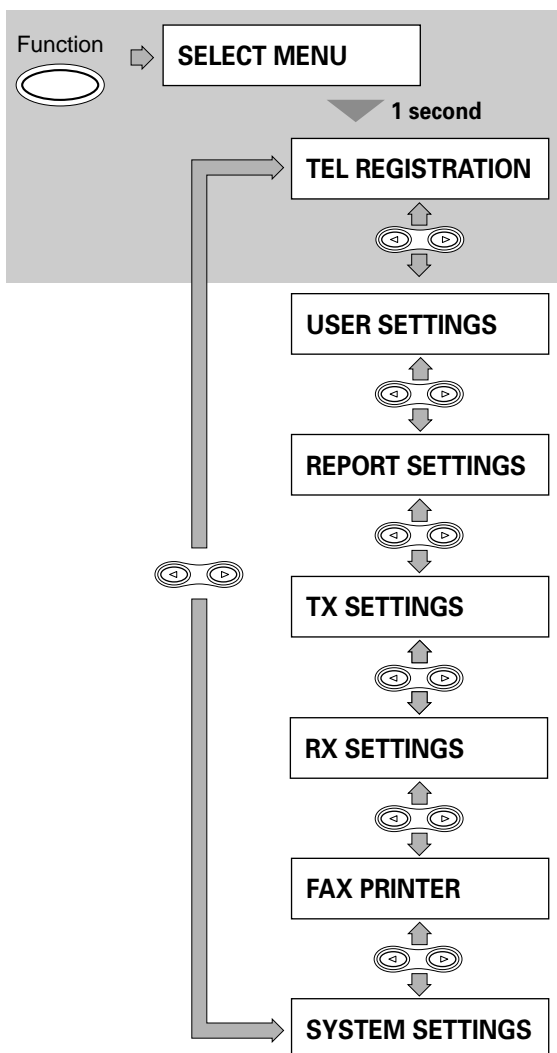 Function
SELECT MENU
1 second
TEL REGISTRATION
USER SETTINGS
REPORT SETTINGS
TX SETTINGS
RX SETTINGS
FAX PRINTER
SYSTEM SETTINGS